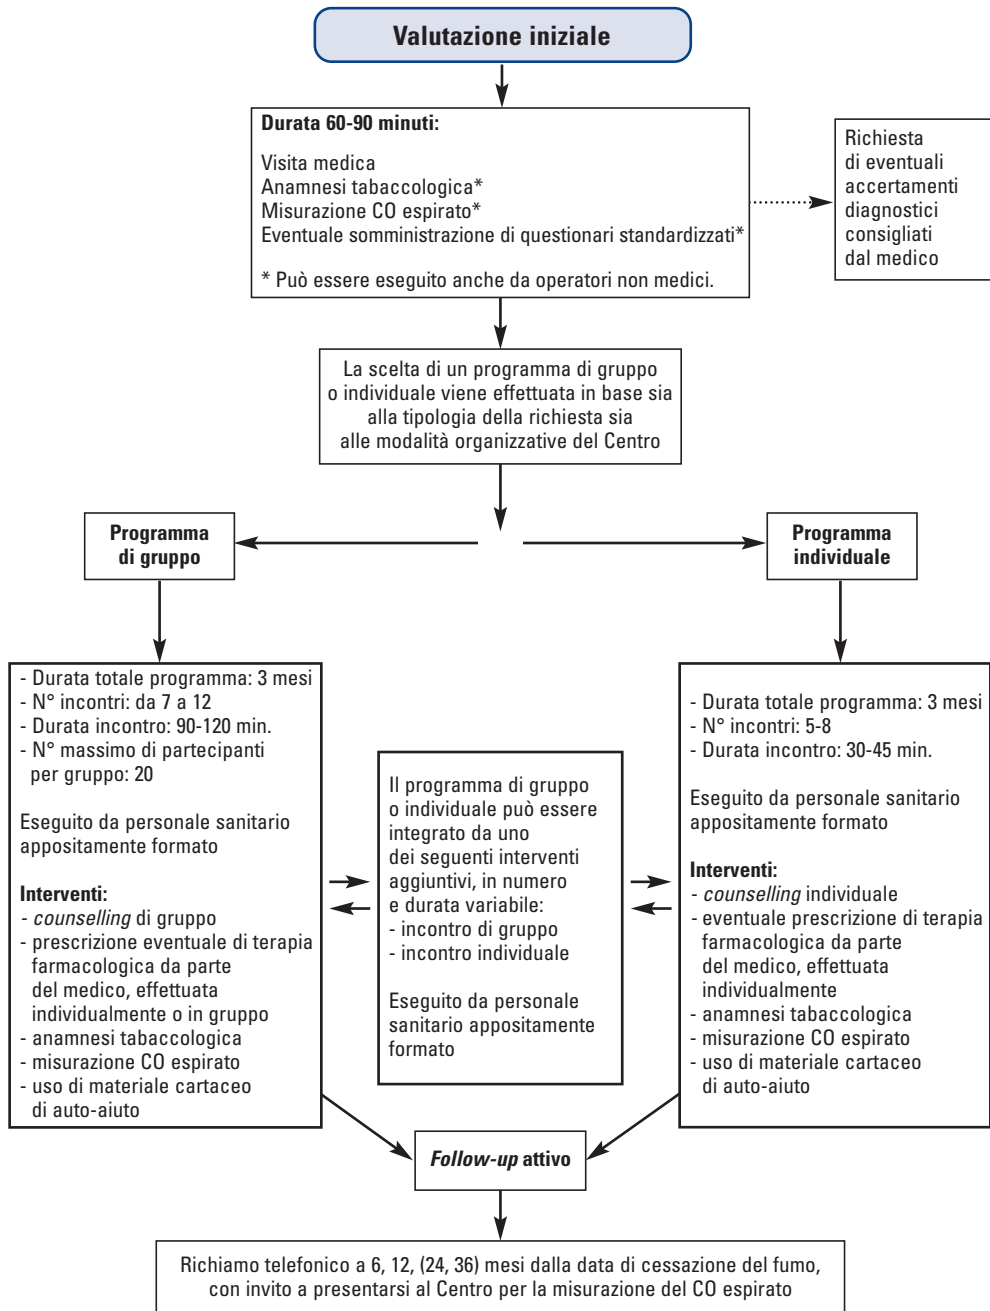 Valutazione iniziale
Durata 60-90 minuti:
Visita medica
Anamnesi tabaccologica*
Misurazione CO espirato*
Eventuale somministrazione di questionari standardizzati*
* Può essere eseguito anche da operatori non medici.
Richiesta
di eventuali
accertamenti
diagnostici
consigliati
dal medico
La scelta di un programma di gruppo
o individuale viene effettuata in base sia
alla tipologia della richiesta sia
alle modalità organizzative del Centro
Programma
di gruppo
Programma
individuale
- Durata totale programma: 3 mesi
- N° incontri: da 7 a 12
- Durata incontro: 90-120 min.
- N° massimo di partecipanti
per gruppo: 20
Eseguito da personale sanitario
appositamente formato
Interventi:
- counselling di gruppo
- prescrizione eventuale di terapia
farmacologica da parte
del medico, effettuata
individualmente o in gruppo
- anamnesi tabaccologica
- misurazione CO espirato
- uso di materiale cartaceo
di auto-aiuto
Il programma di gruppo
o individuale può essere
integrato da uno
dei seguenti interventi
aggiuntivi, in numero
e durata variabile:
- incontro di gruppo
- incontro individuale
Eseguito da personale
sanitario appositamente
formato
- Durata totale programma: 3 mesi
- N° incontri: 5-8
- Durata incontro: 30-45 min.
Eseguito da personale sanitario
appositamente formato
Interventi:
- counselling individuale
- eventuale prescrizione di terapia
farmacologica da parte
del medico, effettuata
individualmente
- anamnesi tabaccologica
- misurazione CO espirato
- uso di materiale cartaceo
di auto-aiuto
Follow-up attivo
Richiamo telefonico a 6, 12, (24, 36) mesi dalla data di cessazione del fumo,
con invito a presentarsi al Centro per la misurazione del CO espirato